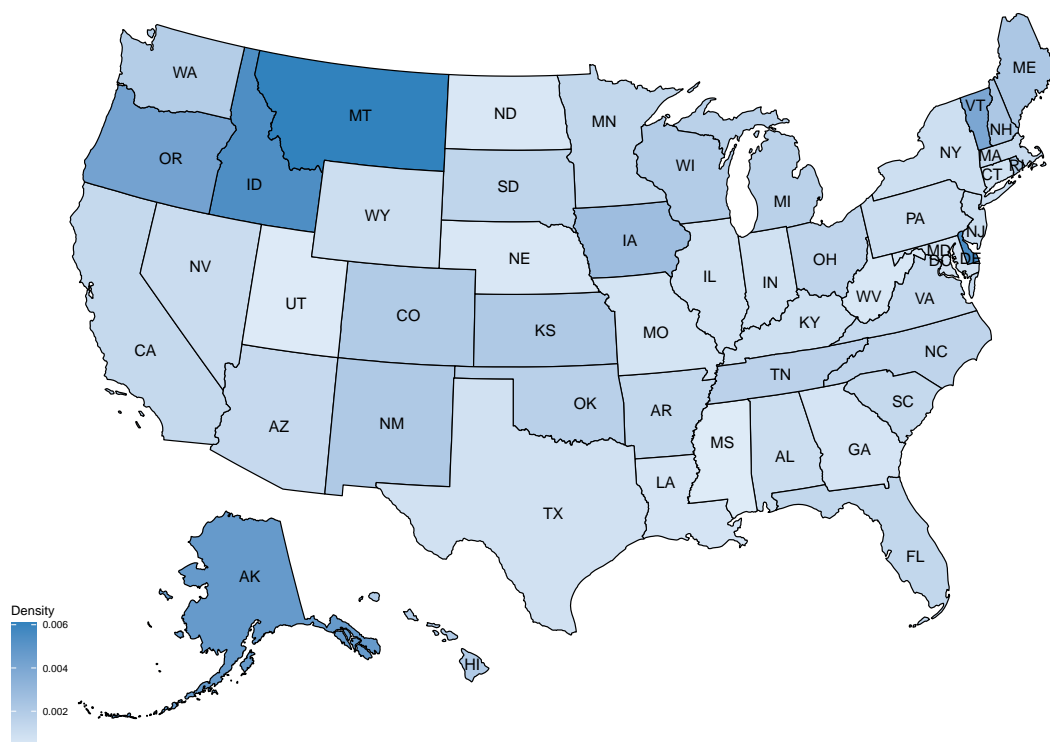 WA
MT
ND
MN
ME
VT
NH
OR
ID
SD
WI
MI
NY
MA
CT
RI
WY
IA
PA
NJ
NV
NE
OH
MD
DE
DC
UT
CO
IL
IN
WV
VA
KS
MO
KY
CA
NC
TN
AZ
NM
OK
AR
SC
MS
AL
GA
LA
TX
FL
AK
HI
Density
0.006
0.004
0.002